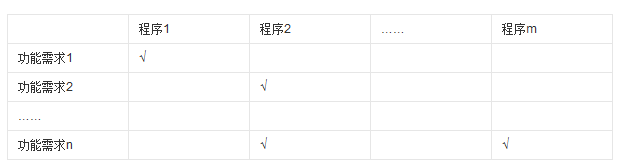 程序1 程序2 …… 程序m
功能需求1 √
功能需求2 √
……
功能需求n √ √